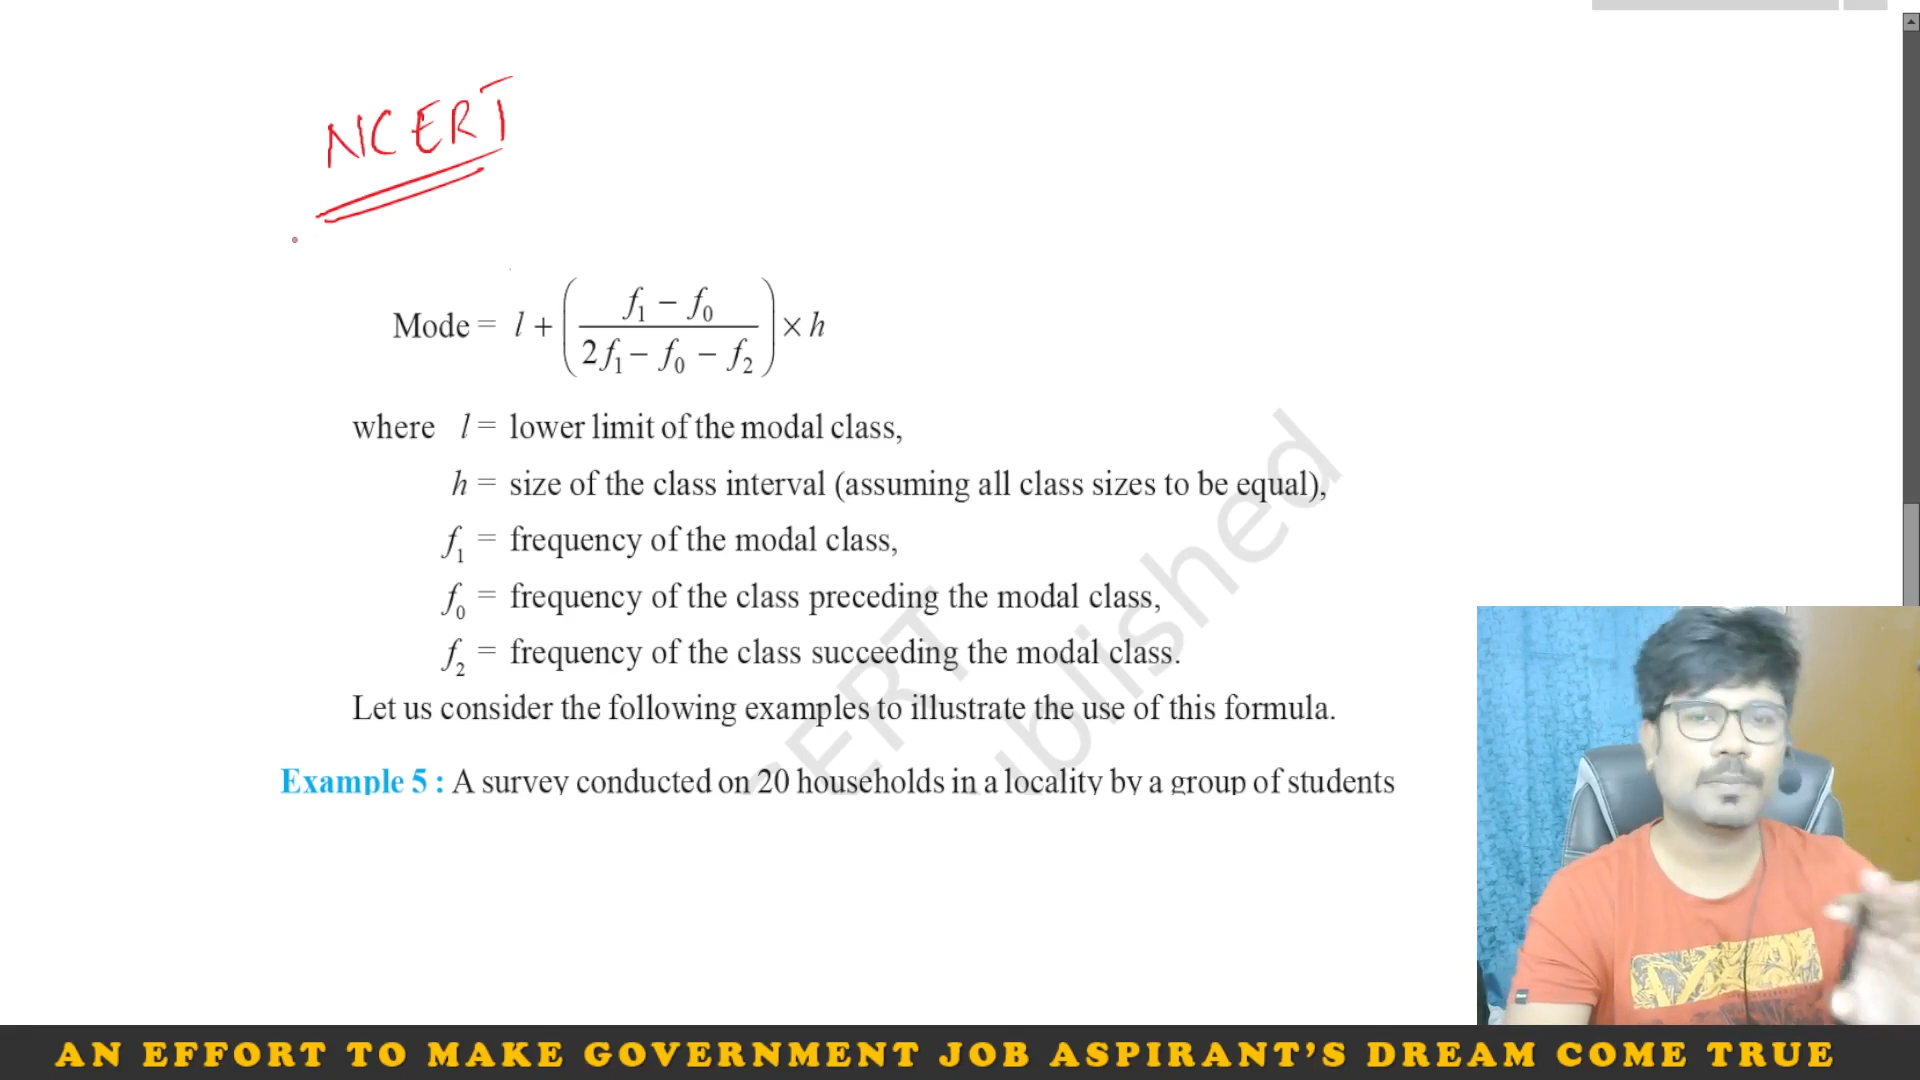 NCERT
Mode = l + ( (f₁ − f₀) / (2f₁ − f₀ − f₂) ) × h
where l = lower limit of the modal class,
h = size of the class interval (assuming all class sizes to be equal),
f₁ = frequency of the modal class,
f₀ = frequency of the class preceding the modal class,
f₂ = frequency of the class succeeding the modal class.
Let us consider the following examples to illustrate the use of this formula.
Example 5 : A survey conducted on 20 households in a locality by a group of students
AN EFFORT TO MAKE GOVERNMENT JOB ASPIRANT'S DREAM COME TRUE